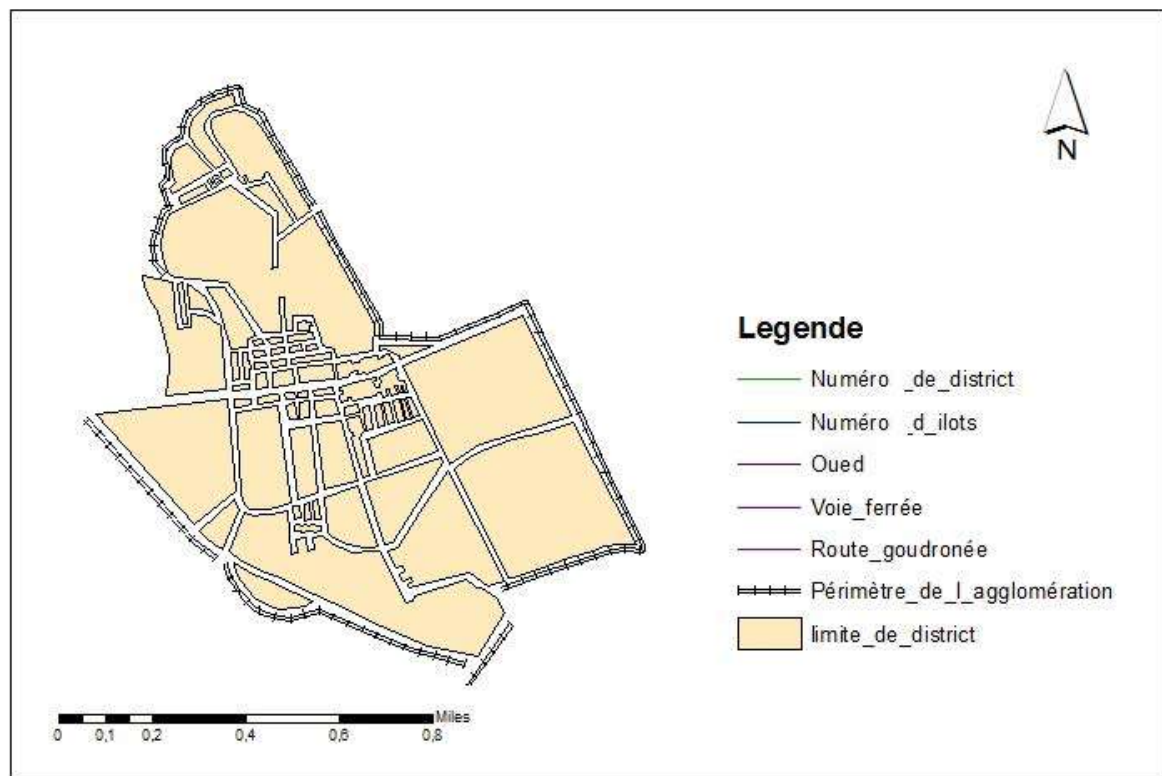 N
Legende
Numéro _de_district
Numéro _d_ilots
Oued
Voie_ferrée
Route_goudronée
Périmètre_de_l_agglomération
limite_de_district
Miles
0 0,1 0,2 0,4 0,6 0,8